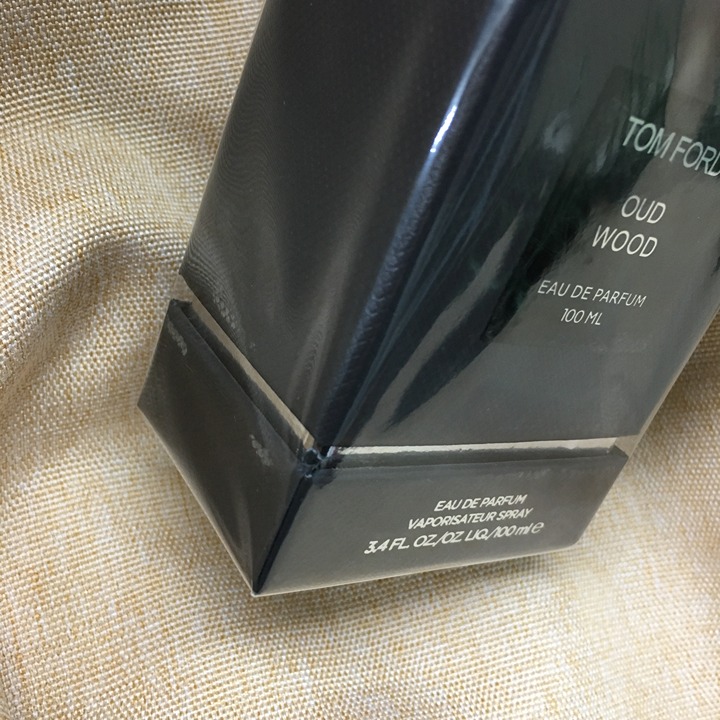 TOM FORD
OUD
WOOD
EAU DE PARFUM
100 ML
EAU DE PARFUM
VAPORISATEUR SPRAY
3.4 FL. OZ/OZ LIQ./100 ml e